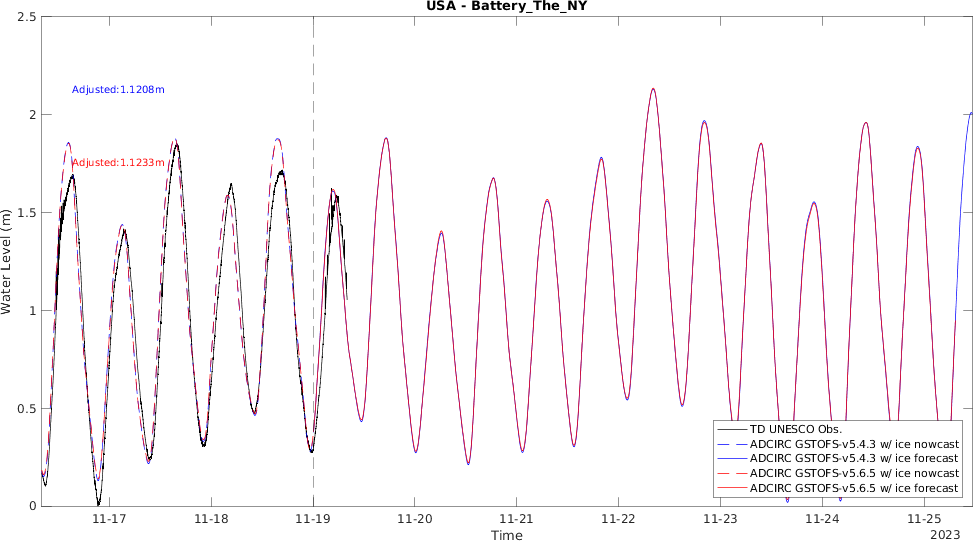 USA - Battery_The_NY
2.5
2
1.5
1
0.5
0
Water Level (m)
Adjusted:1.1208m
Adjusted:1.1233m
TD UNESCO Obs.
ADCIRC GSTOFS-v5.4.3 w/ ice nowcast
ADCIRC GSTOFS-v5.4.3 w/ ice forecast
ADCIRC GSTOFS-v5.6.5 w/ ice nowcast
ADCIRC GSTOFS-v5.6.5 w/ ice forecast
11-17 11-18 11-19 11-20 11-21 11-22 11-23 11-24 11-25
Time
2023